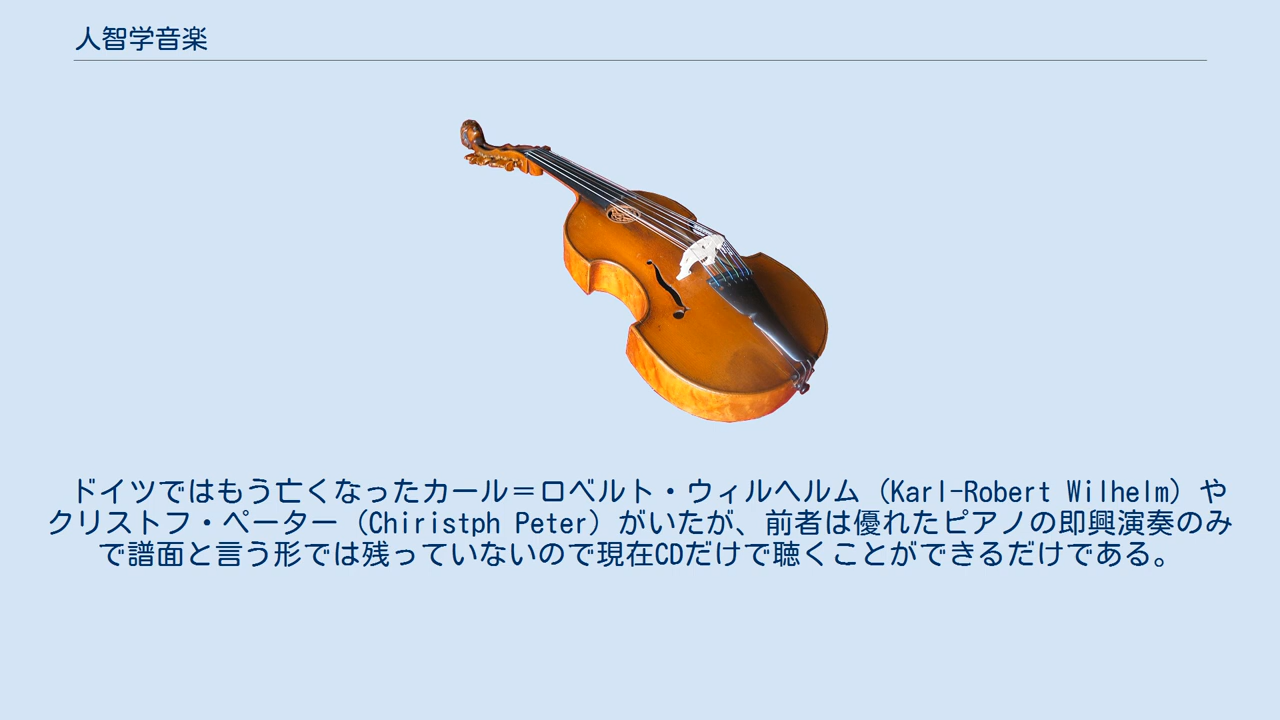 人智学音楽
ドイツではもう亡くなったカール＝ロベルト・ウィルヘルム（Karl-Robert Wilhelm）や
クリストフ・ペーター（Chiristph Peter）がいたが、前者は優れたピアノの即興演奏のみ
で譜面と言う形では残っていないので現在CDだけで聴くことができるだけである。